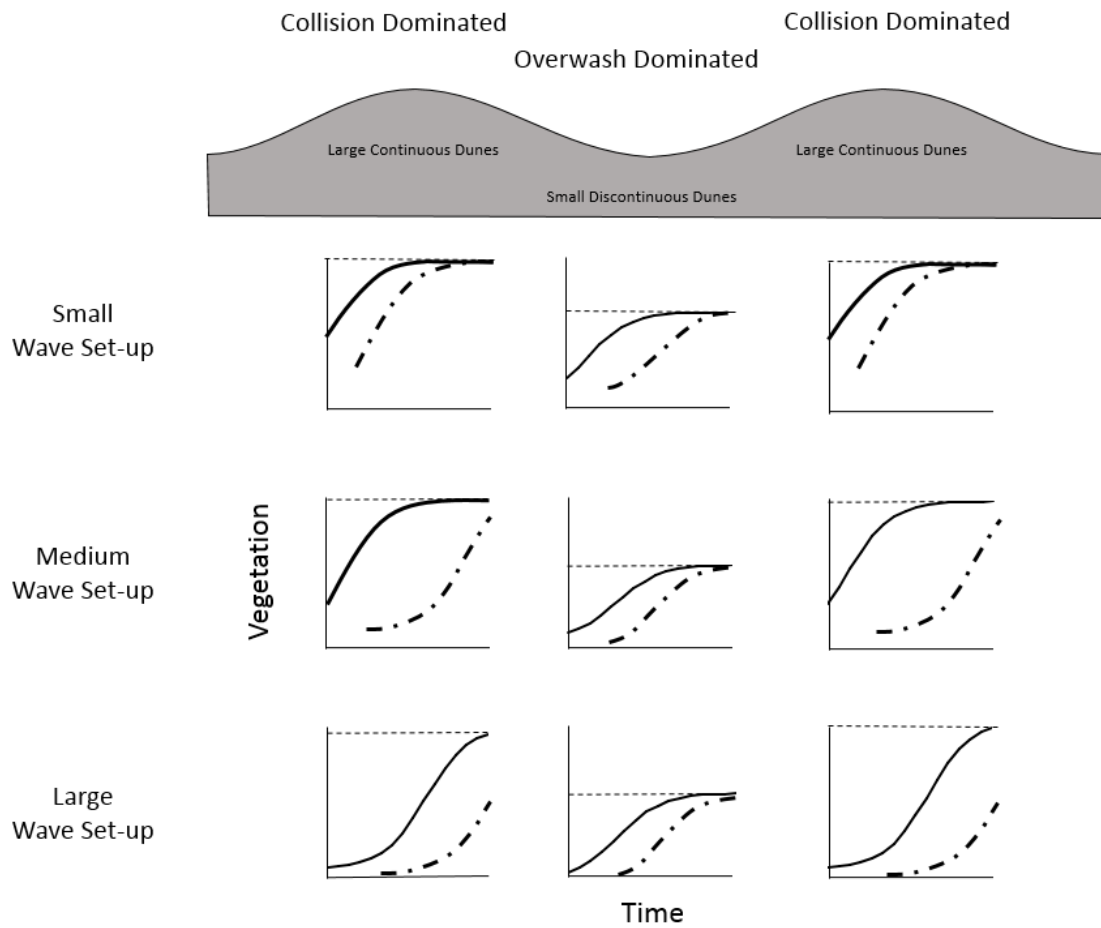 Collision Dominated
Collision Dominated
Overwash Dominated
Large Continuous Dunes
Large Continuous Dunes
Small Discontinuous Dunes
Small
Wave Set-up
Medium
Wave Set-up
Vegetation
Large
Wave Set-up
Time